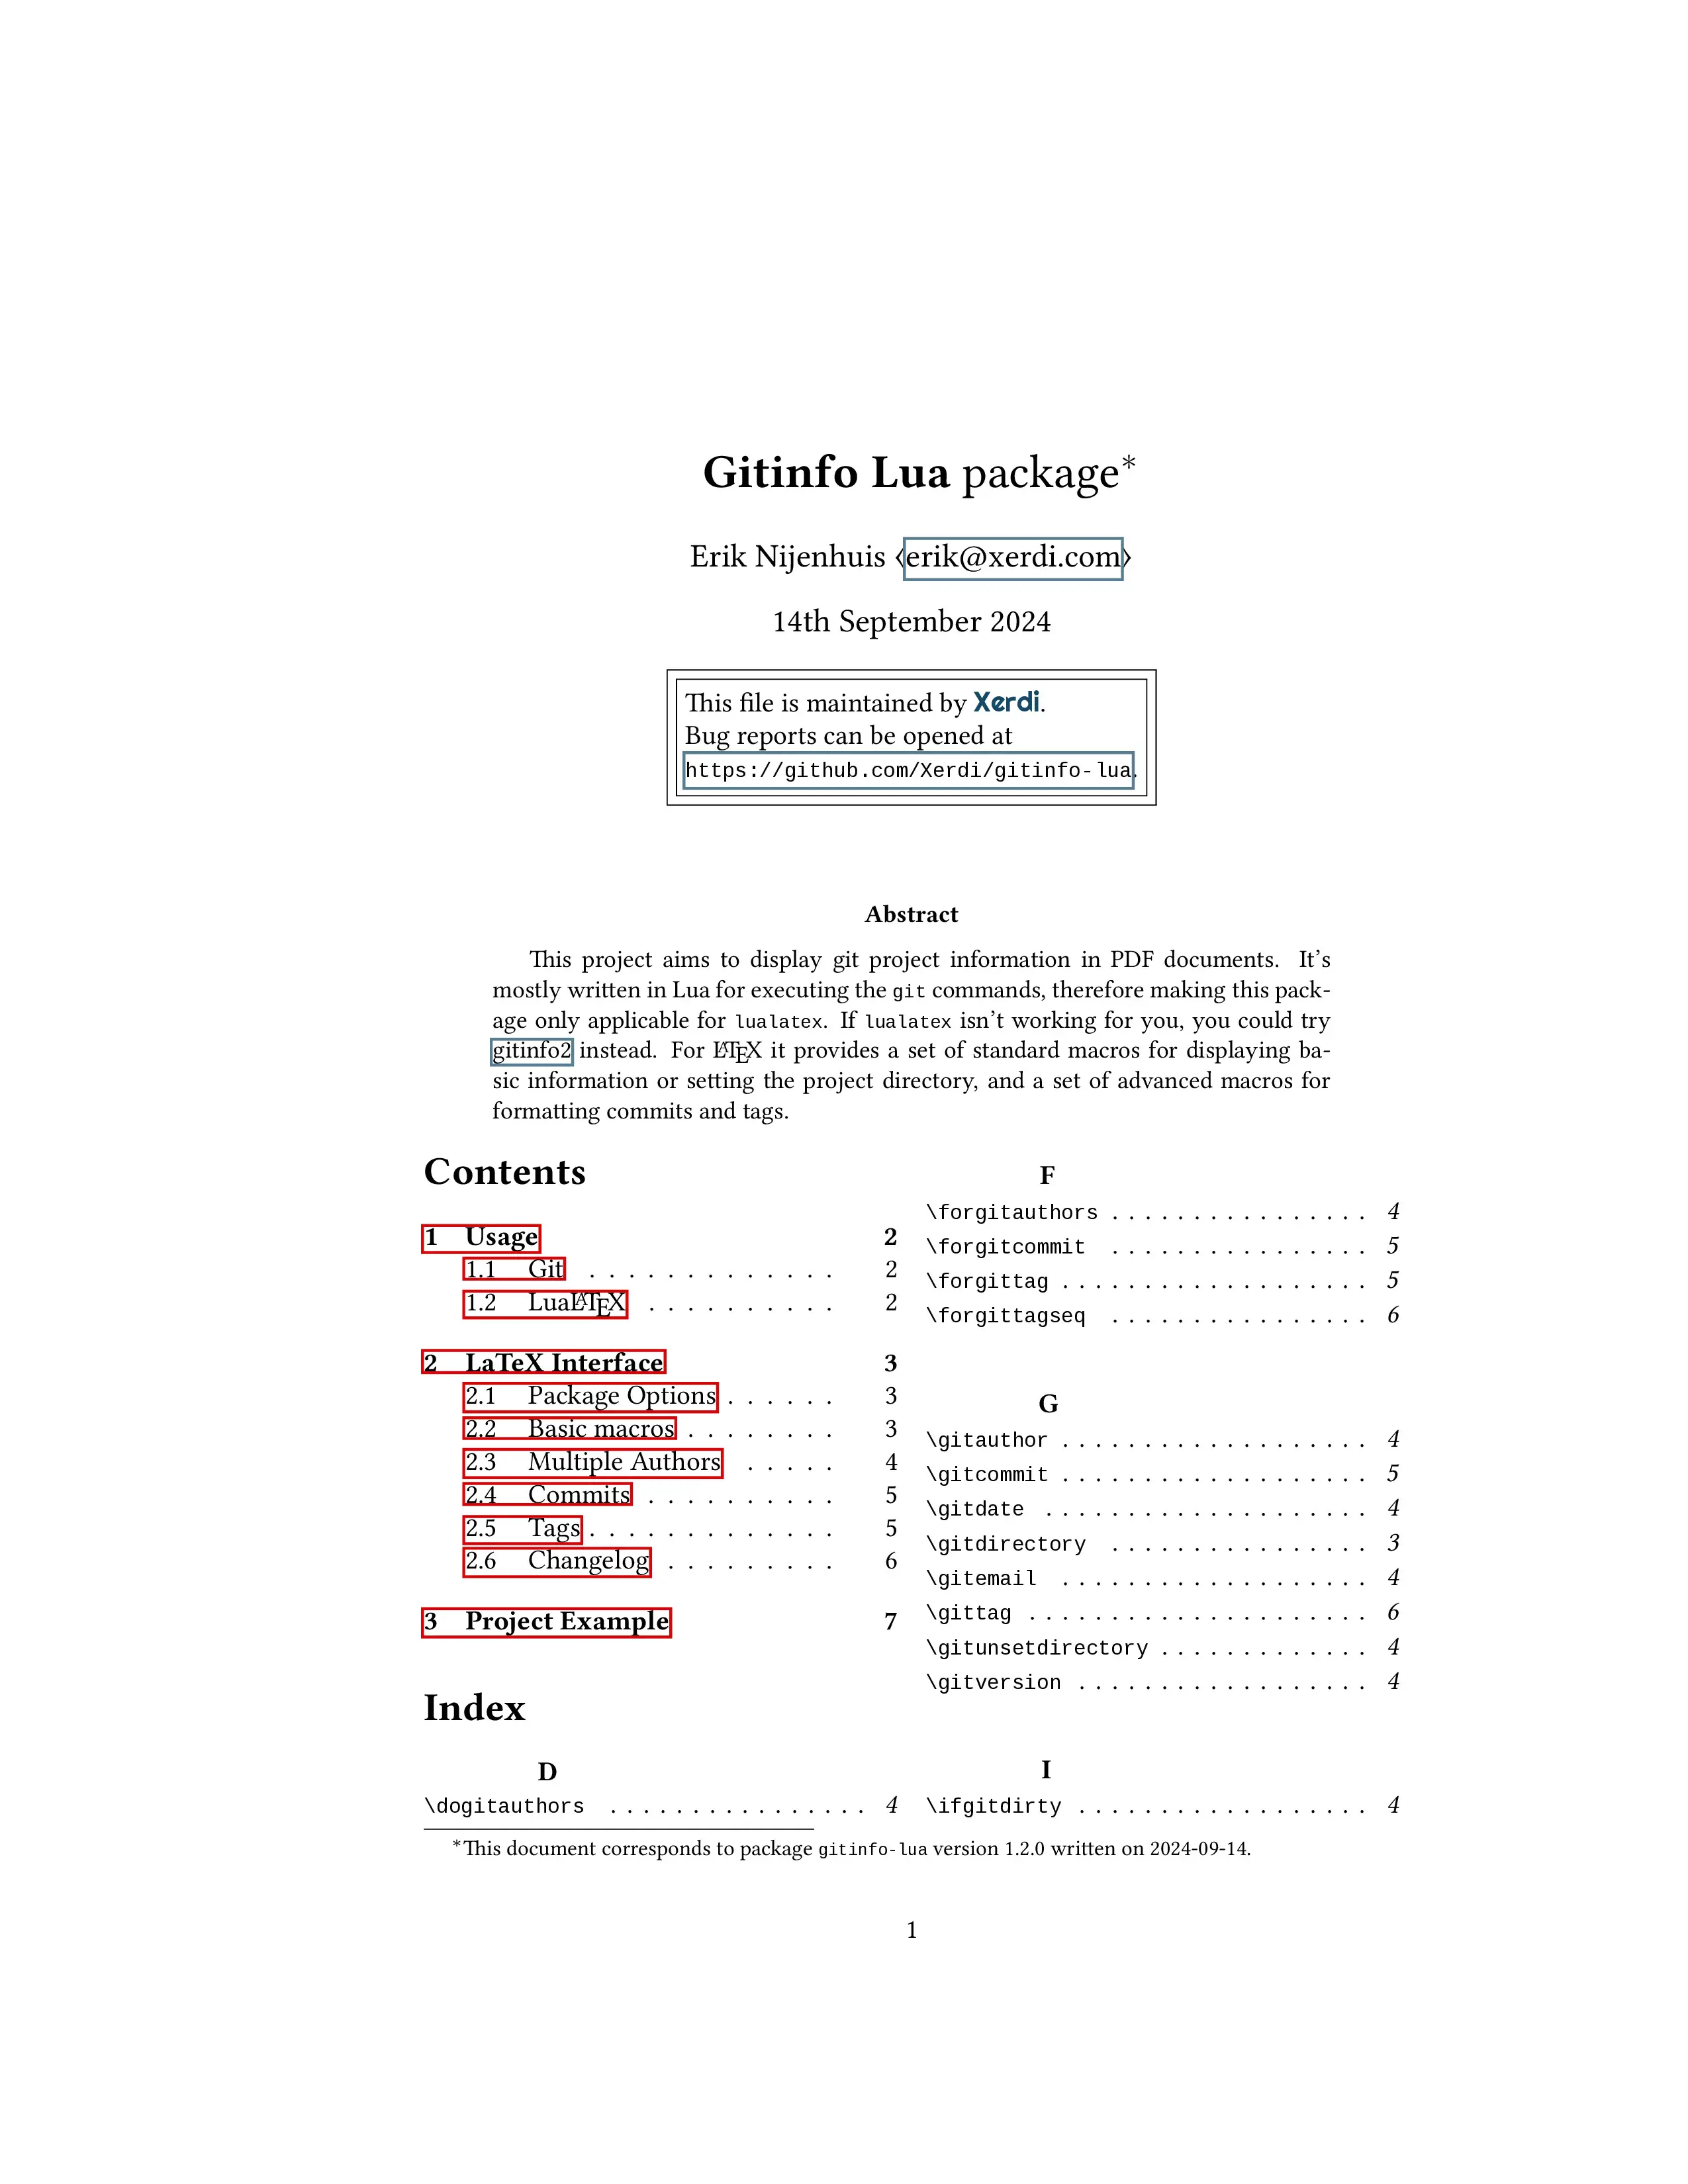 Gitinfo Lua package*
Erik Nijenhuis ⟨erik@xerdi.com⟩
14th September 2024
This file is maintained by Xerdi.
Bug reports can be opened at
https://github.com/Xerdi/gitinfo-lua.
Abstract
This project aims to display git project information in PDF documents. It's
mostly written in Lua for executing the git commands, therefore making this pack-
age only applicable for lualatex. If lualatex isn't working for you, you could try
gitinfo2 instead. For LATEX it provides a set of standard macros for displaying ba-
sic information or setting the project directory, and a set of advanced macros for
formatting commits and tags.
Contents
1 Usage 2
1.1 Git . . . . . . . . . . . . . 2
1.2 LuaLATEX . . . . . . . . . . 2
2 LaTeX Interface 3
2.1 Package Options . . . . . . 3
2.2 Basic macros . . . . . . . . 3
2.3 Multiple Authors . . . . . 4
2.4 Commits . . . . . . . . . . 5
2.5 Tags . . . . . . . . . . . . . 5
2.6 Changelog . . . . . . . . . 6
3 Project Example 7
Index
D
\dogitauthors . . . . . . . . . . . . . . . . 4
F
\forgitauthors . . . . . . . . . . . . . . . . 4
\forgitcommit . . . . . . . . . . . . . . . . 5
\forgittag . . . . . . . . . . . . . . . . . . . 5
\forgittagseq . . . . . . . . . . . . . . . . 6
G
\gitauthor . . . . . . . . . . . . . . . . . . . 4
\gitcommit . . . . . . . . . . . . . . . . . . . 5
\gitdate . . . . . . . . . . . . . . . . . . . . 4
\gitdirectory . . . . . . . . . . . . . . . . 3
\gitemail . . . . . . . . . . . . . . . . . . . 4
\gittag . . . . . . . . . . . . . . . . . . . . . 6
\gitunsetdirectory . . . . . . . . . . . . . 4
\gitversion . . . . . . . . . . . . . . . . . . 4
I
\ifgitdirty . . . . . . . . . . . . . . . . . . 4
*This document corresponds to package gitinfo-lua version 1.2.0 written on 2024-09-14.
1